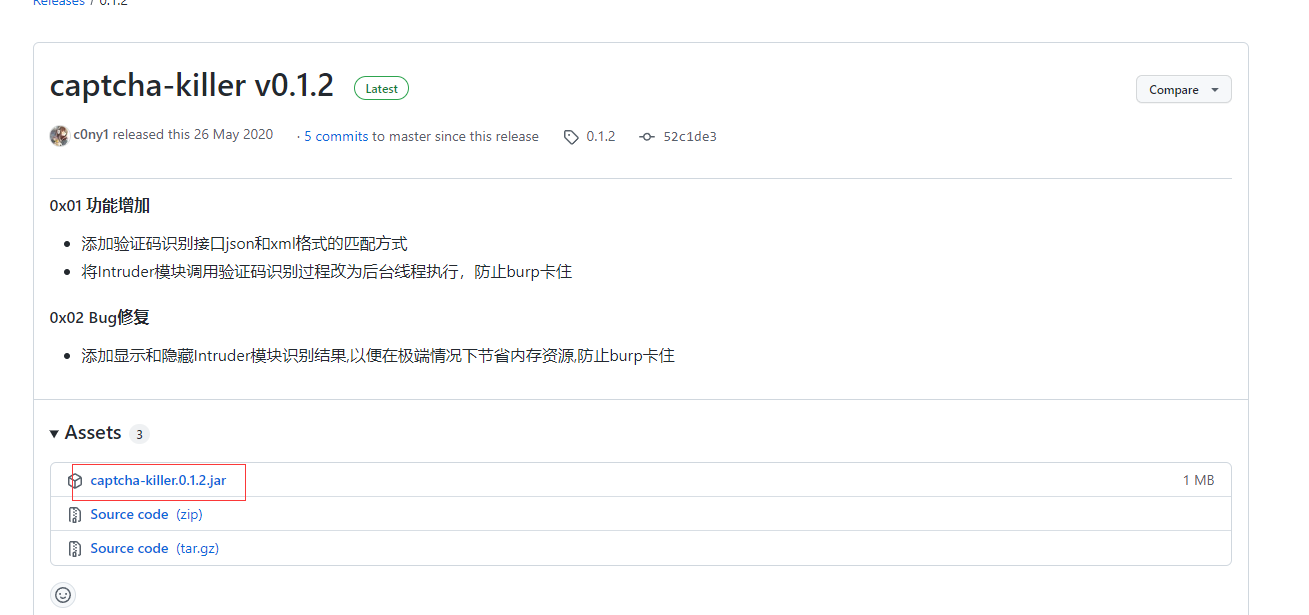 Releases / 0.1.2
captcha-killer v0.1.2 Latest Compare
c0ny1 released this 26 May 2020 · 5 commits to master since this release 0.1.2 52c1de3
0x01 功能增加
添加验证码识别接口json和xml格式的匹配方式
将Intruder模块调用验证码识别过程改为后台线程执行，防止burp卡住
0x02 Bug修复
添加显示和隐藏Intruder模块识别结果,以便在极端情况下节省内存资源,防止burp卡住
Assets 3
captcha-killer.0.1.2.jar 1 MB
Source code (zip)
Source code (tar.gz)